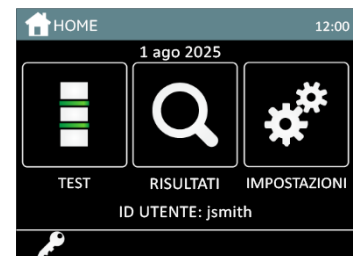 HOME 12:00
1 ago 2025
TEST RISULTATI IMPOSTAZIONI
ID UTENTE: jsmith